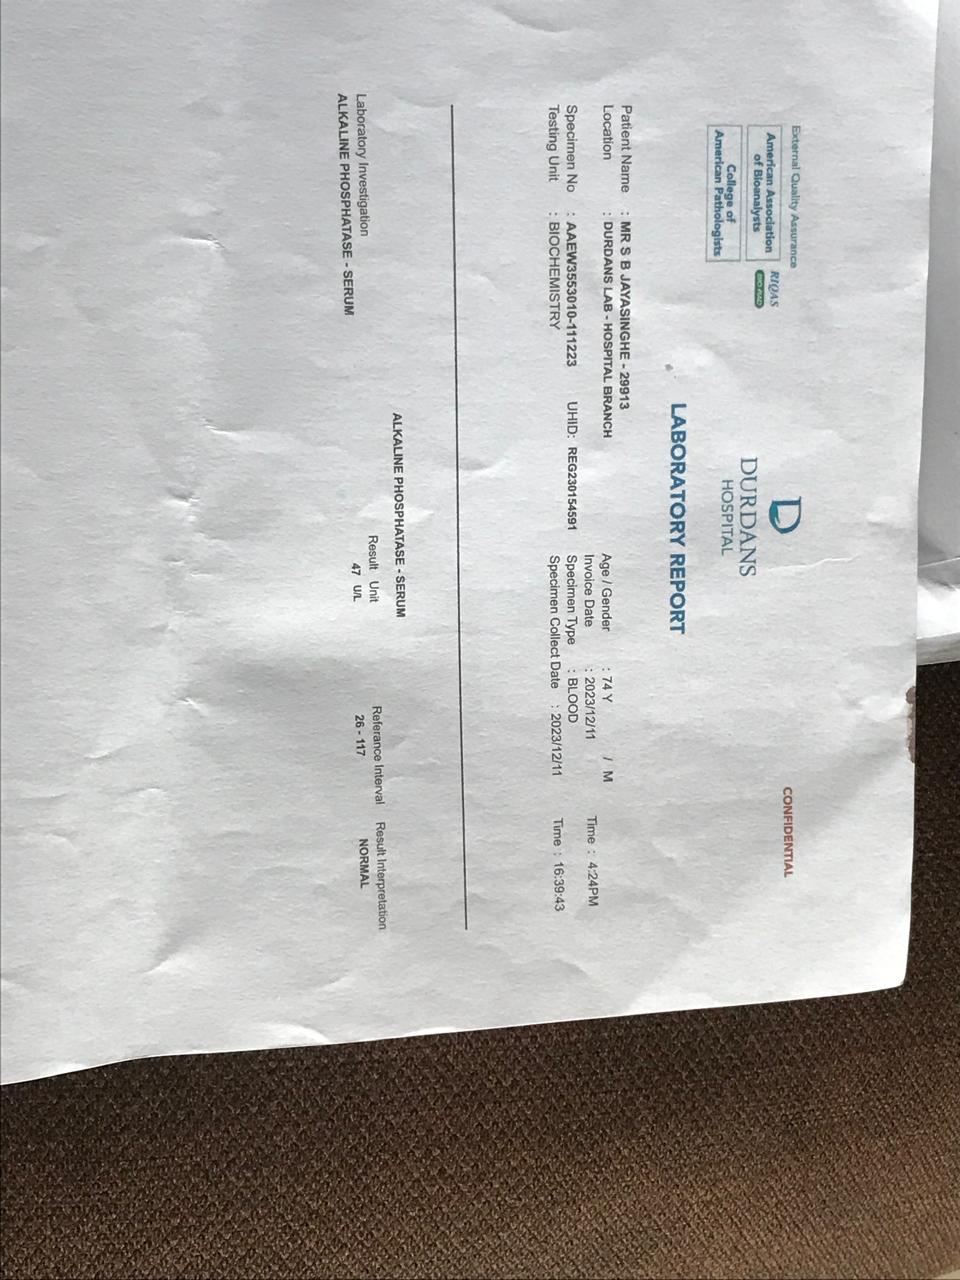 External Quality Assurance
American Association
of Bioanalysts
RIQAS
BIO-RAD
College of
American Pathologists
DURDANS
HOSPITAL
CONFIDENTIAL
LABORATORY REPORT
Patient Name : MR S B JAYASINGHE - 29913
Location : DURDANS LAB - HOSPITAL BRANCH
Age / Gender : 74 Y / M
Invoice Date : 2023/12/11 Time : 4:24PM
Specimen No : AAEW3553010-111223 UHID: REG230154591 Specimen Type : BLOOD
Testing Unit : BIOCHEMISTRY Specimen Collect Date : 2023/12/11 Time : 16:39:43
ALKALINE PHOSPHATASE - SERUM
Laboratory Investigation Result Unit Referance Interval Result Interpretation
ALKALINE PHOSPHATASE - SERUM 47 U/L 26 - 117 NORMAL